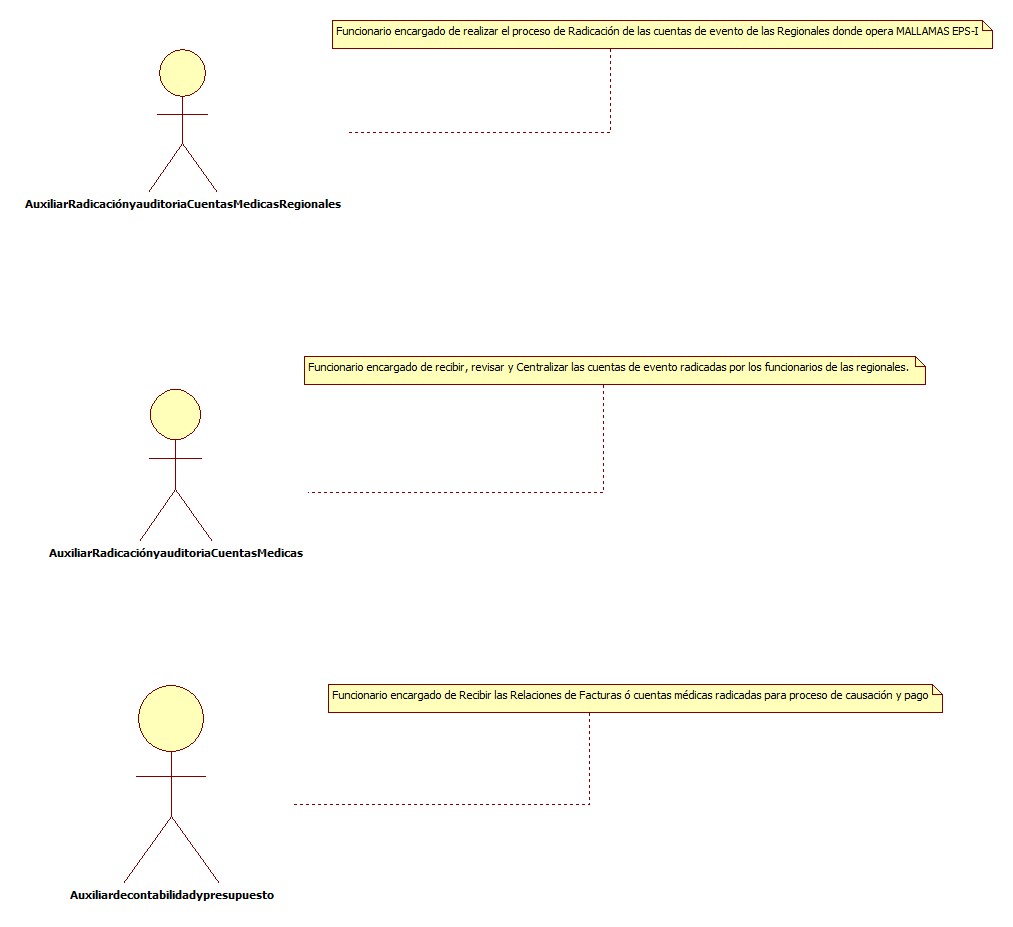 Funcionario encargado de realizar el proceso de Radicación de las cuentas de evento de las Regionales donde opera MALLAMAS EPS-I
AuxiliarRadicaciónyauditoriaCuentasMedicasRegionales
Funcionario encargado de recibir, revisar y Centralizar las cuentas de evento radicadas por los funcionarios de las regionales.
AuxiliarRadicaciónyauditoriaCuentasMedicas
Funcionario encargado de Recibir las Relaciones de Facturas ó cuentas médicas radicadas para proceso de causación y pago
Auxiliardecontabilidadypresupuesto